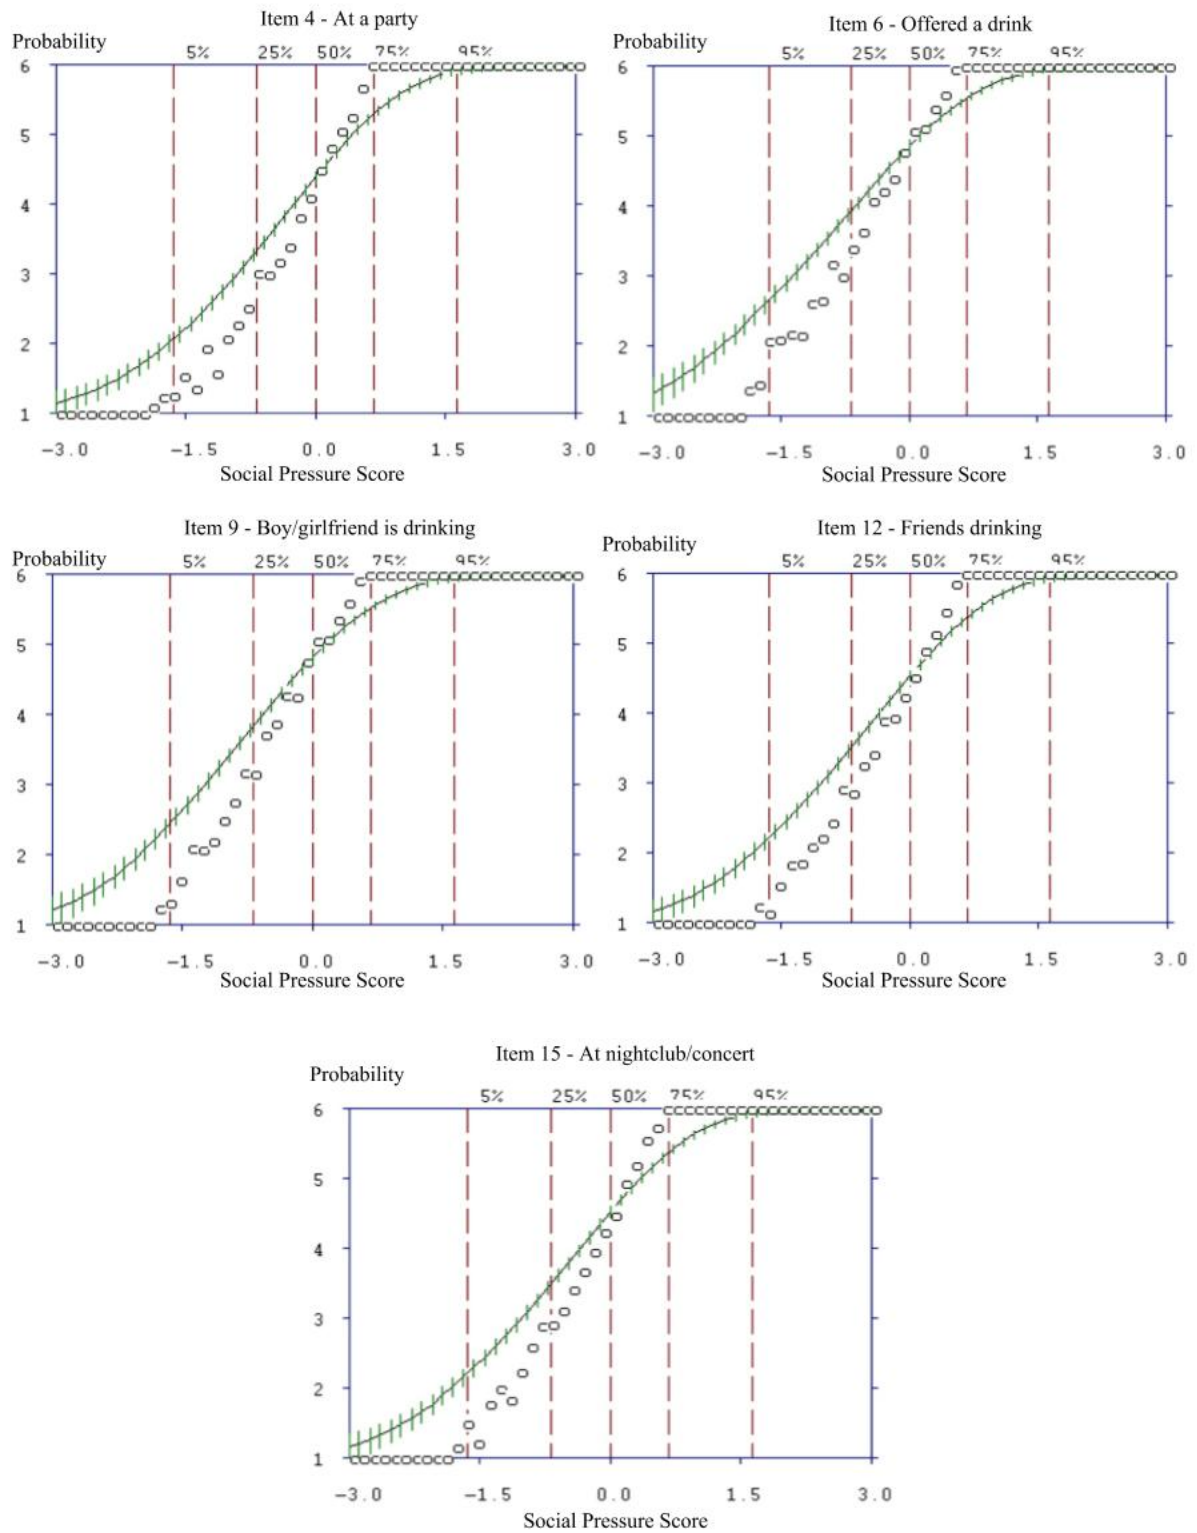 Item 4 - At a party
Probability
5% 25% 50% 75% 95%
6
5
4
3
2
1
-3.0 -1.5 0.0 1.5 3.0
Social Pressure Score
Item 6 - Offered a drink
Probability
5% 25% 50% 75% 95%
6
5
4
3
2
1
-3.0 -1.5 0.0 1.5 3.0
Social Pressure Score
Item 9 - Boy/girlfriend is drinking
Probability
5% 25% 50% 75% 95%
6
5
4
3
2
1
-3.0 -1.5 0.0 1.5 3.0
Social Pressure Score
Item 12 - Friends drinking
Probability
5% 25% 50% 75% 95%
6
5
4
3
2
1
-3.0 -1.5 0.0 1.5 3.0
Social Pressure Score
Item 15 - At nightclub/concert
Probability
5% 25% 50% 75% 95%
6
5
4
3
2
1
-3.0 -1.5 0.0 1.5 3.0
Social Pressure Score